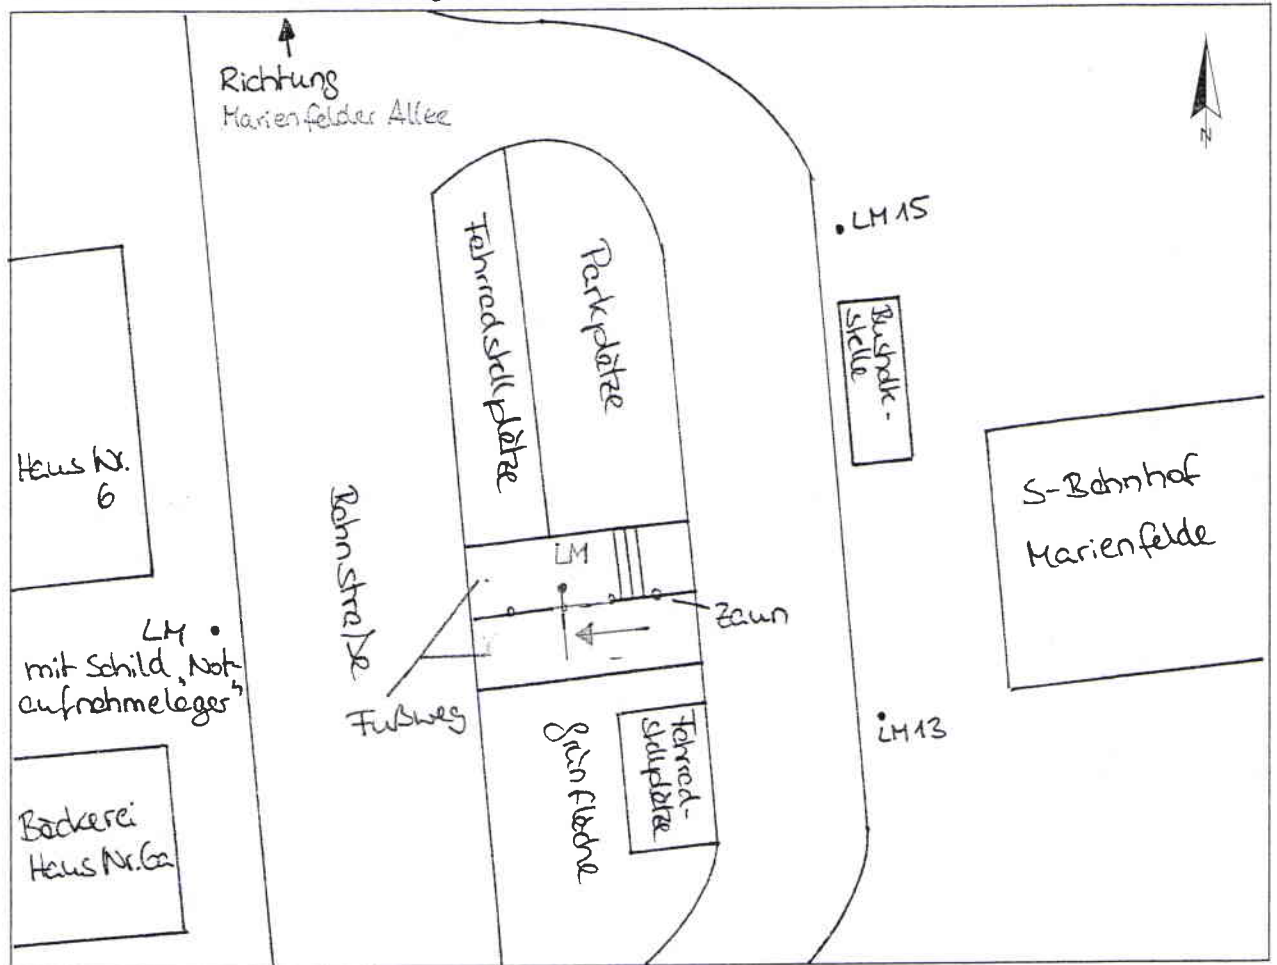 Richtung
Marienfelder Allee
N
LM 15
Fahrradstellplätze
Parkplätze
Bushalte-
stelle
Haus Nr.
6
S-Bahnhof
Marienfelde
Bahnstraße
LM
Zaun
LM
mit Schild „Not-
aufnahmelager"
Fußweg
Grünfläche
Fahrrad-
stellplätze
LM 13
Bäckerei
Haus Nr. 6a